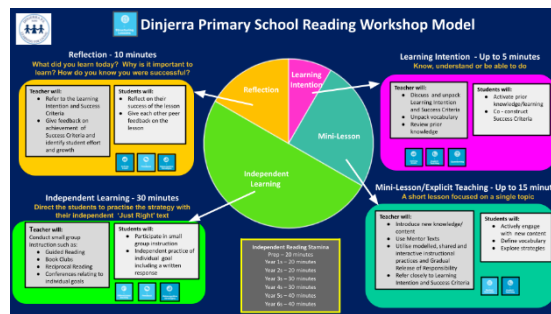 Dinjerra Primary School Reading Workshop Model
Reflection - 10 minutes
What did you learn today? Why is it important to
learn? How do you know you were successful?
Teacher will:
Refer to the Learning
Intention and Success
Criteria
Give feedback on
achievement of
Success Criteria and
identify student effort
and growth
Students will:
Reflect on their
success of the lesson
Give each other peer
feedback on the
lesson
Reflection
Learning
Intention
Mini-Lesson
Independent
Learning
Learning Intention - Up to 5 minutes
Know, understand or be able to do
Teacher will:
Discuss and unpack
Learning Intention
and Success Criteria
Unpack vocabulary
Review prior
knowledge
Students will:
Activate prior
knowledge/learning
Co - construct
Success Criteria
Independent Learning - 30 minutes
Direct the students to practise the strategy with
their independent 'Just Right' text
Teacher will:
Conduct small group
instruction such as:
Guided Reading
Book Clubs
Reciprocal Reading
Conferences relating to
individual goals
Students will:
Participate in small
group instruction
Independent practice of
individual goal
including a written
response
Independent Reading Stamina
Prep – 20 minutes
Year 1s – 20 minutes
Year 2s – 20 minutes
Year 3s – 30 minutes
Year 4s – 30 minutes
Year 5s – 40 minutes
Year 6s – 40 minutes
Mini-Lesson/Explicit Teaching - Up to 15 minut
A short lesson focused on a single topic
Teacher will:
Introduce new knowledge/
content
Use Mentor Texts
Utilise modelled, shared and
interactive instructional
practices and Gradual
Release of Responsibility
Refer closely to Learning
Intention and Success Criteria
Students will:
Actively engage
with new content
Define vocabulary
Explore strategies